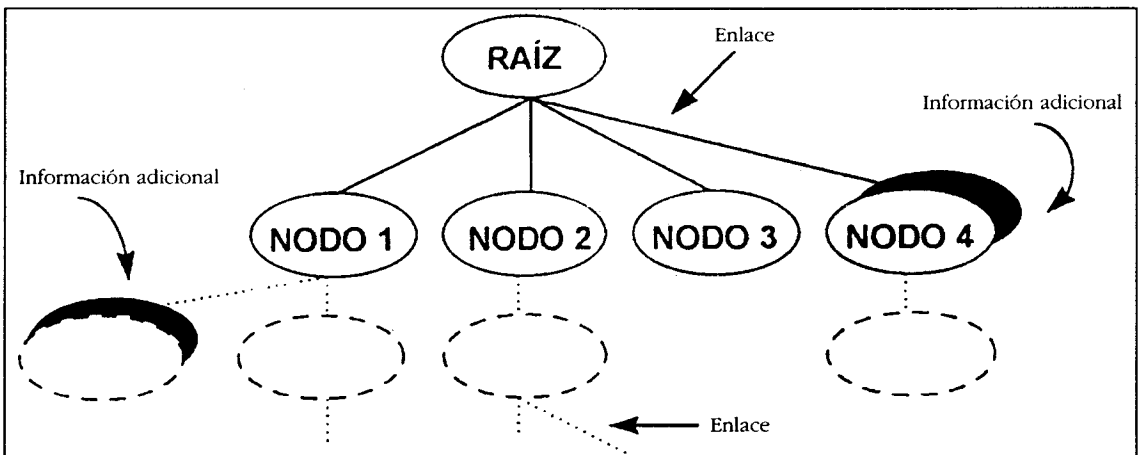 Enlace
RAÍZ
Información adicional
Información adicional
NODO 1
NODO 2
NODO 3
NODO 4
Enlace